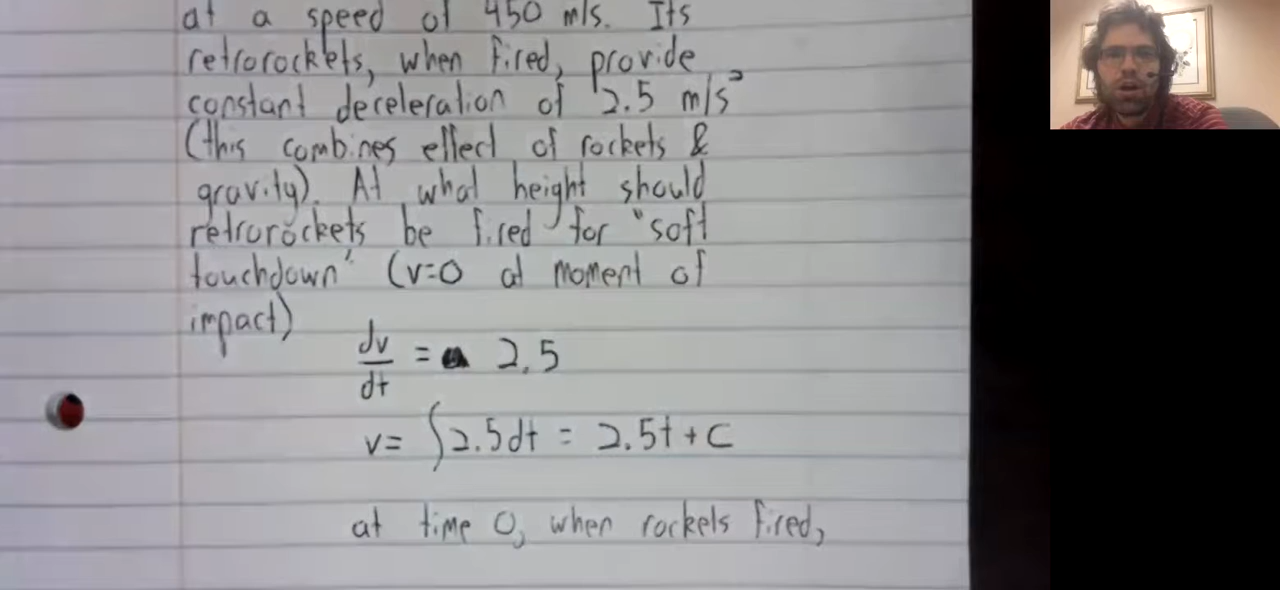 at a speed of 450 m/s. Its
retrorockets, when fired, provide
constant deceleration of 2.5 m/s²
(this combines effect of rockets &
gravity). At what height should
retrorockets be fired for "soft
touchdown" (v=0 at moment of
impact)
dv/dt = 2.5
v= ∫2.5dt = 2.5t + C
at time 0, when rockets fired,